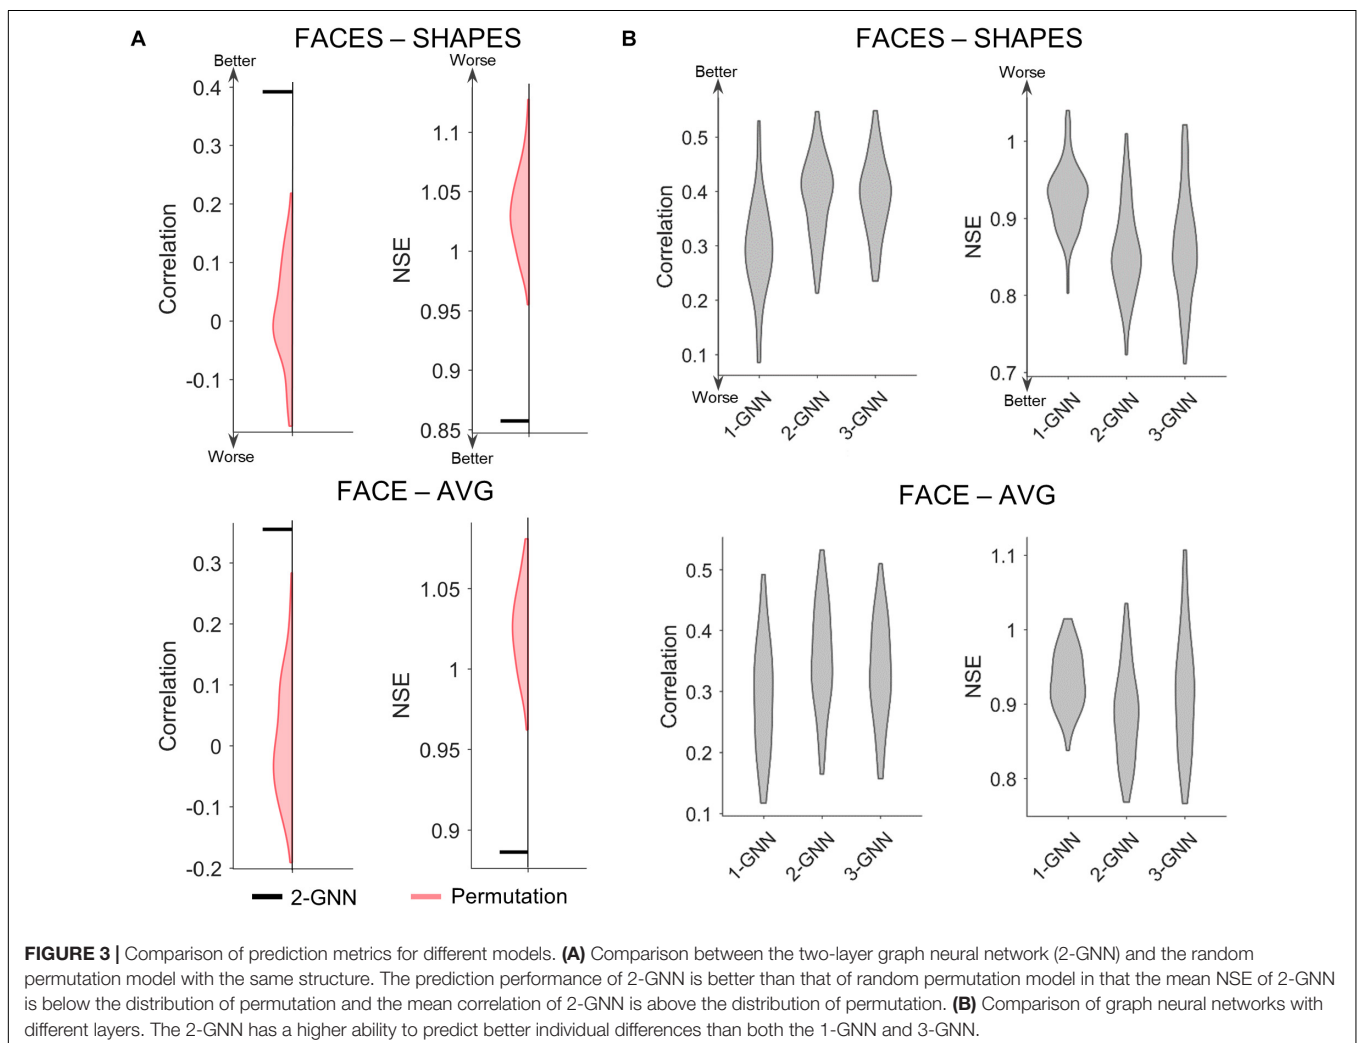 A
FACES – SHAPES
Better
0.4
0.3
0.2
0.1
0
-0.1
Correlation
Worse
Worse
1.1
1.05
1
0.95
0.9
0.85
NSE
Better
FACE – AVG
0.3
0.2
0.1
0
-0.1
-0.2
Correlation
1.05
1
0.95
0.9
NSE
2-GNN
Permutation
B
FACES – SHAPES
Better
0.5
0.4
0.3
0.2
0.1
Correlation
Worse
1-GNN
2-GNN
3-GNN
Worse
1
0.9
0.8
0.7
NSE
Better
1-GNN
2-GNN
3-GNN
FACE – AVG
0.5
0.4
0.3
0.2
0.1
Correlation
1-GNN
2-GNN
3-GNN
1.1
1
0.9
0.8
NSE
1-GNN
2-GNN
3-GNN
FIGURE 3 | Comparison of prediction metrics for different models. (A) Comparison between the two-layer graph neural network (2-GNN) and the random
permutation model with the same structure. The prediction performance of 2-GNN is better than that of random permutation model in that the mean NSE of 2-GNN
is below the distribution of permutation and the mean correlation of 2-GNN is above the distribution of permutation. (B) Comparison of graph neural networks with
different layers. The 2-GNN has a higher ability to predict better individual differences than both the 1-GNN and 3-GNN.